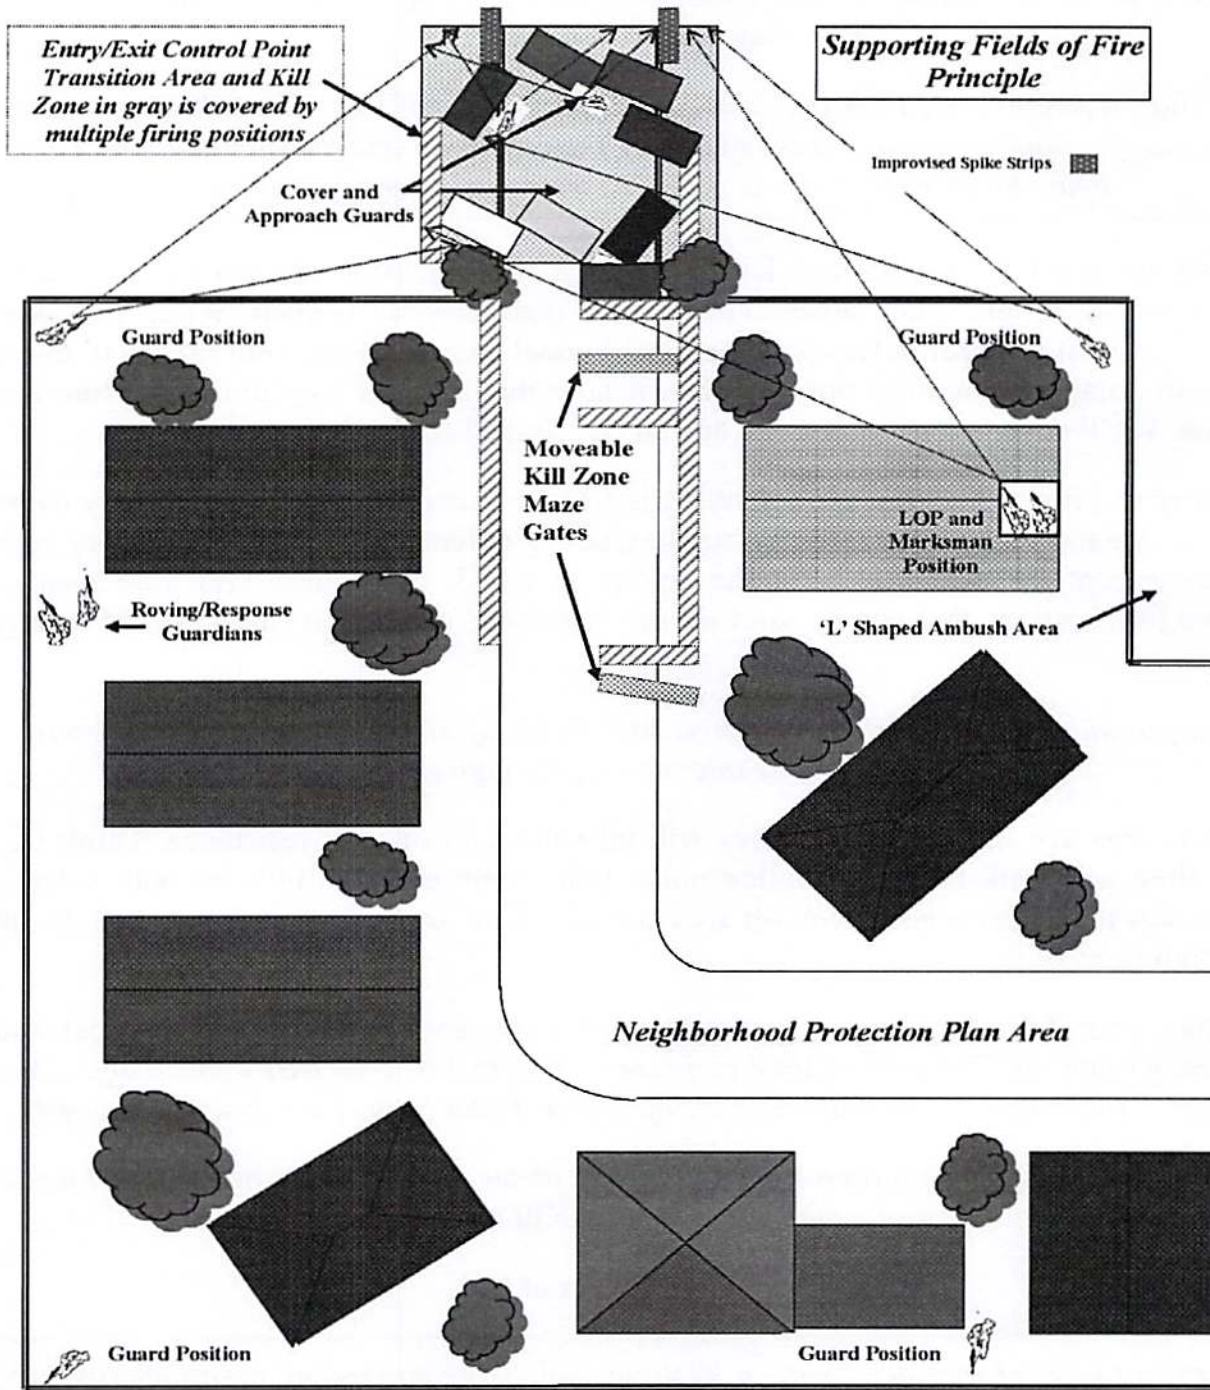 Entry/Exit Control Point
Transition Area and Kill
Zone in gray is covered by
multiple firing positions
Supporting Fields of Fire
Principle
Improvised Spike Strips
Cover and
Approach Guards
Guard Position
Guard Position
Moveable
Kill Zone
Maze
Gates
LOP and
Marksman
Position
Roving/Response
Guardians
'L' Shaped Ambush Area
Neighborhood Protection Plan Area
Guard Position
Guard Position